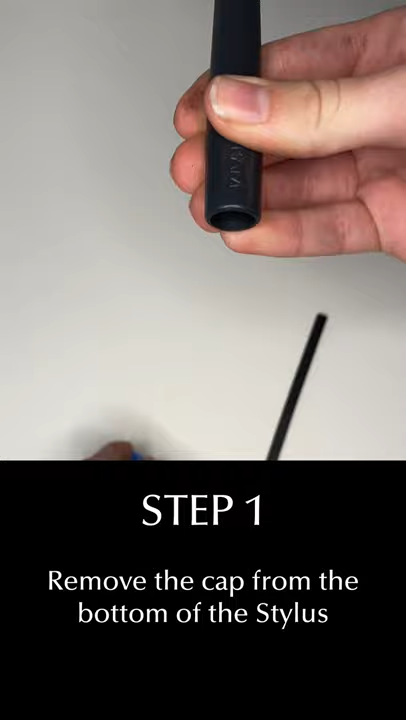 STEP 1
Remove the cap from the
bottom of the Stylus